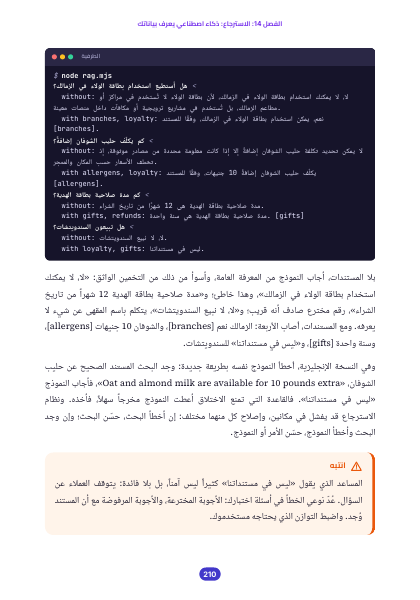 الفصل 14: الاسترجاع: ذكاء اصطناعي يعرف بياناتك
الطرفية
$ node rag.mjs
> هل أستطيع استخدام بطاقة الولاء في الزمالك؟
without: لا، لا يمكنك استخدام بطاقة الولاء في الزمالك، لأن بطاقة الولاء لا تُستخدم في مراكز أو
مطاعم الزمالك، بل تُستخدم في مشاريع ترويجية أو مكافآت داخل منصات معينة.
with branches, loyalty: نعم، يمكن استخدام بطاقة الولاء في الزمالك، وفقًا للمستند
[branches].
> كم يكلّف حليب الشوفان إضافةً؟
without: لا يمكن تحديد تكلفة حليب الشوفان إضافةً إلا إذا كانت معلومة محددة من مصادر موثوقة، إذ
تختلف الأسعار حسب المكان والمتجر.
with allergens, loyalty: يكلّف حليب الشوفان إضافةً 10 جنيهات، وفقًا للمستند
[allergens].
> كم مدة صلاحية بطاقة الهدية؟
without: مدة صلاحية بطاقة الهدية هي 12 شهرًا من تاريخ الشراء.
with gifts, refunds: مدة صلاحية بطاقة الهدية هي سنة واحدة. [gifts]
> هل تبيعون السندويتشات؟
without: لا، لا نبيع السندويتشات.
with loyalty, gifts: ليس في مستنداتنا.
بلا المستندات، أجاب النموذج من المعرفة العامة، وأسوأ من ذلك من التخمين الواثق: «لا، لا يمكنك
استخدام بطاقة الولاء في الزمالك»، وهذا خاطئ؛ و«مدة صلاحية بطاقة الهدية 12 شهراً من تاريخ
الشراء»، رقم مخترع صادف أنه قريب؛ و«لا، لا نبيع السندويتشات»، يتكلم باسم المقهى عن شيء لا
يعرفه. ومع المستندات، أصاب الأربعة: الزمالك نعم [branches]، والشوفان 10 جنيهات [allergens]،
وسنة واحدة [gifts]، و«ليس في مستنداتنا» للسندويتشات.
وفي النسخة الإنجليزية، أخطأ النموذج نفسه بطريقة جديدة: وجد البحث المستند الصحيح عن حليب
الشوفان، «Oat and almond milk are available for 10 pounds extra»، فأجاب النموذج
«ليس في مستنداتنا». فالقاعدة التي تمنع الاختلاق أعطت النموذج مخرجاً سهلاً، فأخذه. ونظام
الاسترجاع قد يفشل في مكانين، وإصلاح كل منهما مختلف: إن أخطأ البحث، حسّن البحث؛ وإن وجد
البحث وأخطأ النموذج، حسّن الأمر أو النموذج.
انتبه
المساعد الذي يقول «ليس في مستنداتنا» كثيراً ليس آمناً، بل بلا فائدة: يتوقف العملاء عن
السؤال. عُدّ نوعي الخطأ في أسئلة اختبارك: الأجوبة المخترعة، والأجوبة المرفوضة مع أن المستند
وُجد. واضبط التوازن الذي يحتاجه مستخدموك.
210